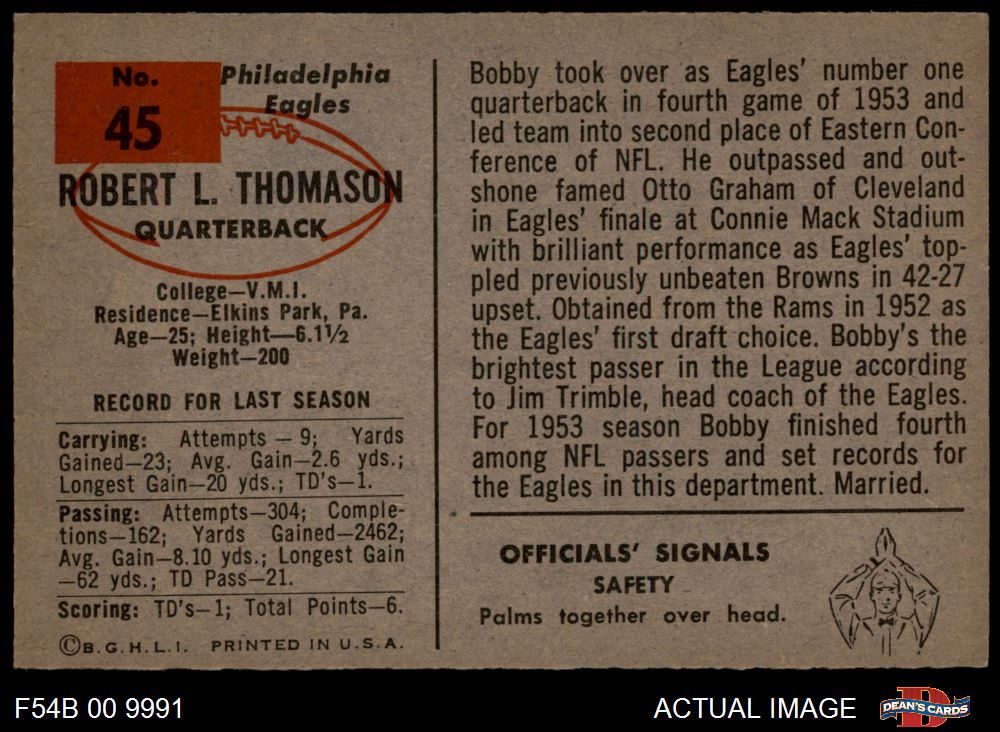 No.
45
Philadelphia
Eagles
ROBERT L. THOMASON
QUARTERBACK
College—V.M.I.
Residence—Elkins Park, Pa.
Age—25; Height—6.1½
Weight—200
RECORD FOR LAST SEASON
Carrying: Attempts — 9; Yards
Gained—23; Avg. Gain—2.6 yds.;
Longest Gain—20 yds.; TD's—1.
Passing: Attempts—304; Comple-
tions—162; Yards Gained—2462;
Avg. Gain—8.10 yds.; Longest Gain
—62 yds.; TD Pass—21.
Scoring: TD's—1; Total Points—6.
©B.G.H.L.I. PRINTED IN U.S.A.
Bobby took over as Eagles' number one
quarterback in fourth game of 1953 and
led team into second place of Eastern Con-
ference of NFL. He outpassed and out-
shone famed Otto Graham of Cleveland
in Eagles' finale at Connie Mack Stadium
with brilliant performance as Eagles' top-
pled previously unbeaten Browns in 42-27
upset. Obtained from the Rams in 1952 as
the Eagles' first draft choice. Bobby's the
brightest passer in the League according
to Jim Trimble, head coach of the Eagles.
For 1953 season Bobby finished fourth
among NFL passers and set records for
the Eagles in this department. Married.
OFFICIALS' SIGNALS
SAFETY
Palms together over head.
F54B 00 9991
ACTUAL IMAGE
D
DEAN'S CARDS